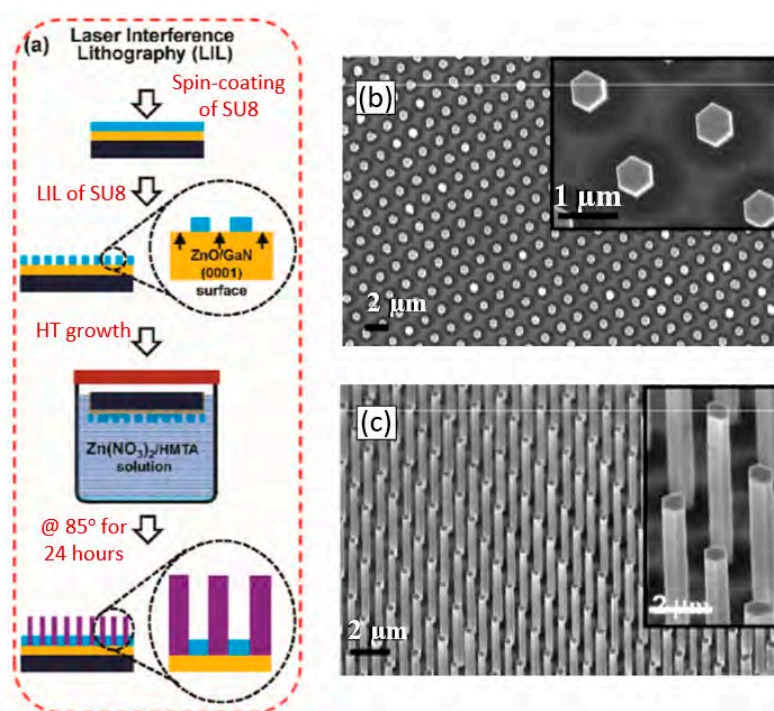 (a)
Laser Interference
Lithography (LIL)
Spin-coating
of SU8
LIL of SU8
ZnO/GaN
(0001)
surface
HT growth
Zn(NO₃)₂/HMTA
solution
@ 85° for
24 hours
(b)
1 µm
2 µm
(c)
2 µm
2 µm